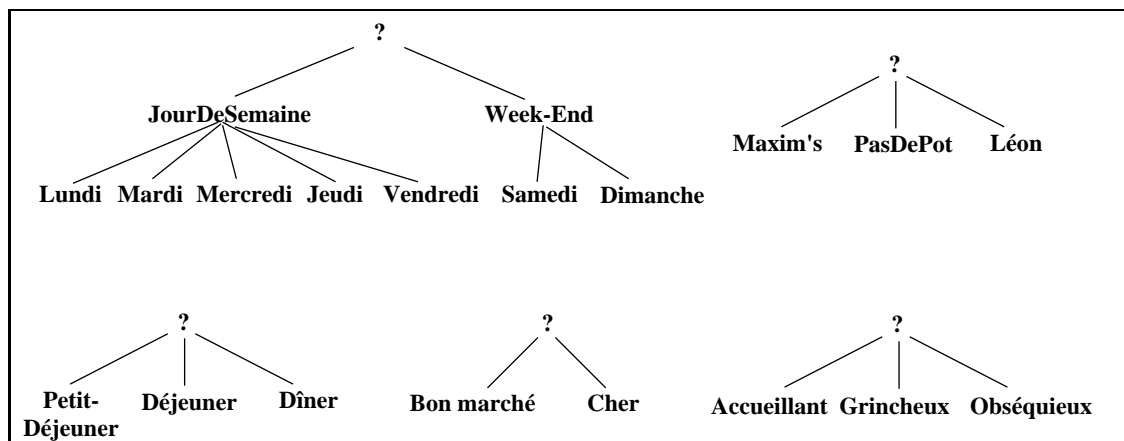 ?
JourDeSemaine Week-End
Lundi Mardi Mercredi Jeudi Vendredi Samedi Dimanche
?
Maxim's PasDePot Léon
?
Petit-
Déjeuner
Déjeuner Dîner
?
Bon marché Cher
?
Accueillant Grincheux Obséquieux